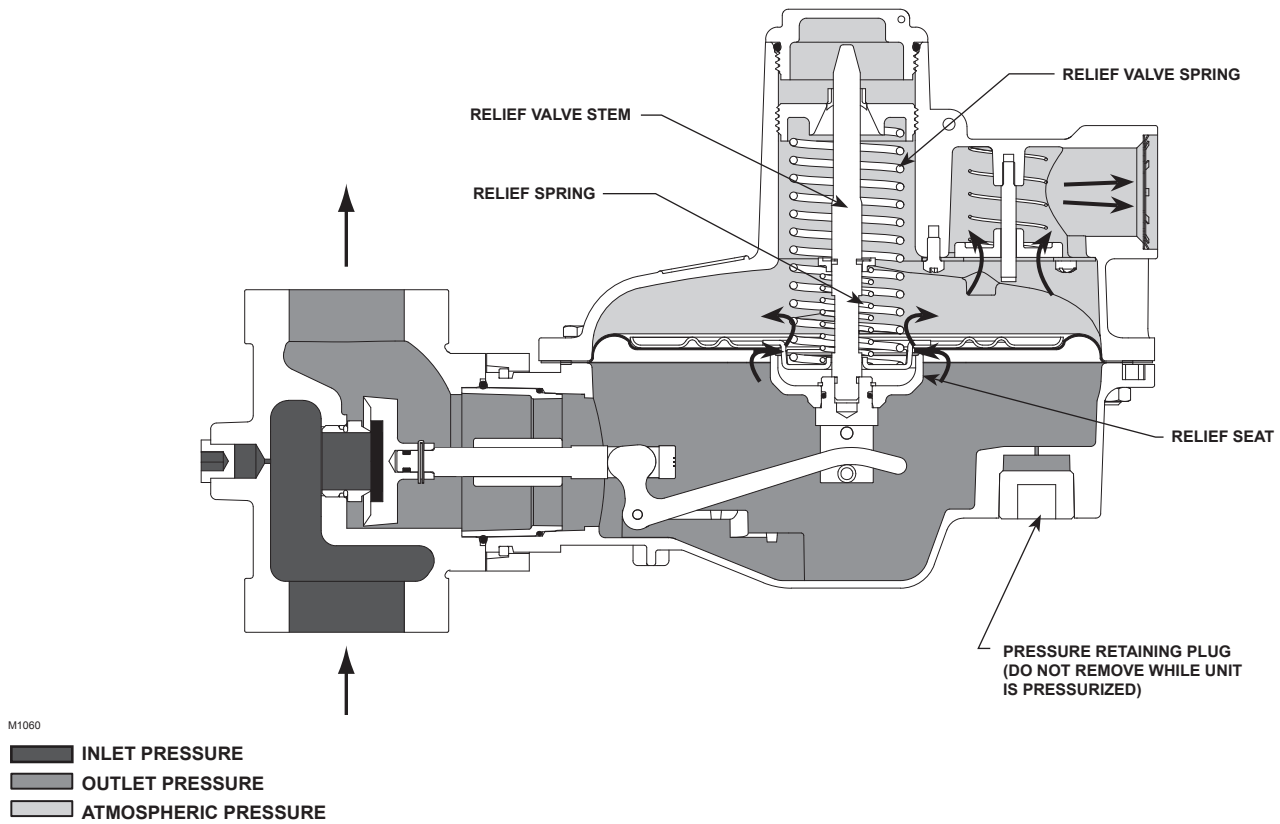 RELIEF VALVE SPRING
RELIEF VALVE STEM
RELIEF SPRING
RELIEF SEAT
PRESSURE RETAINING PLUG
(DO NOT REMOVE WHILE UNIT
IS PRESSURIZED)
M1060
INLET PRESSURE
OUTLET PRESSURE
ATMOSPHERIC PRESSURE